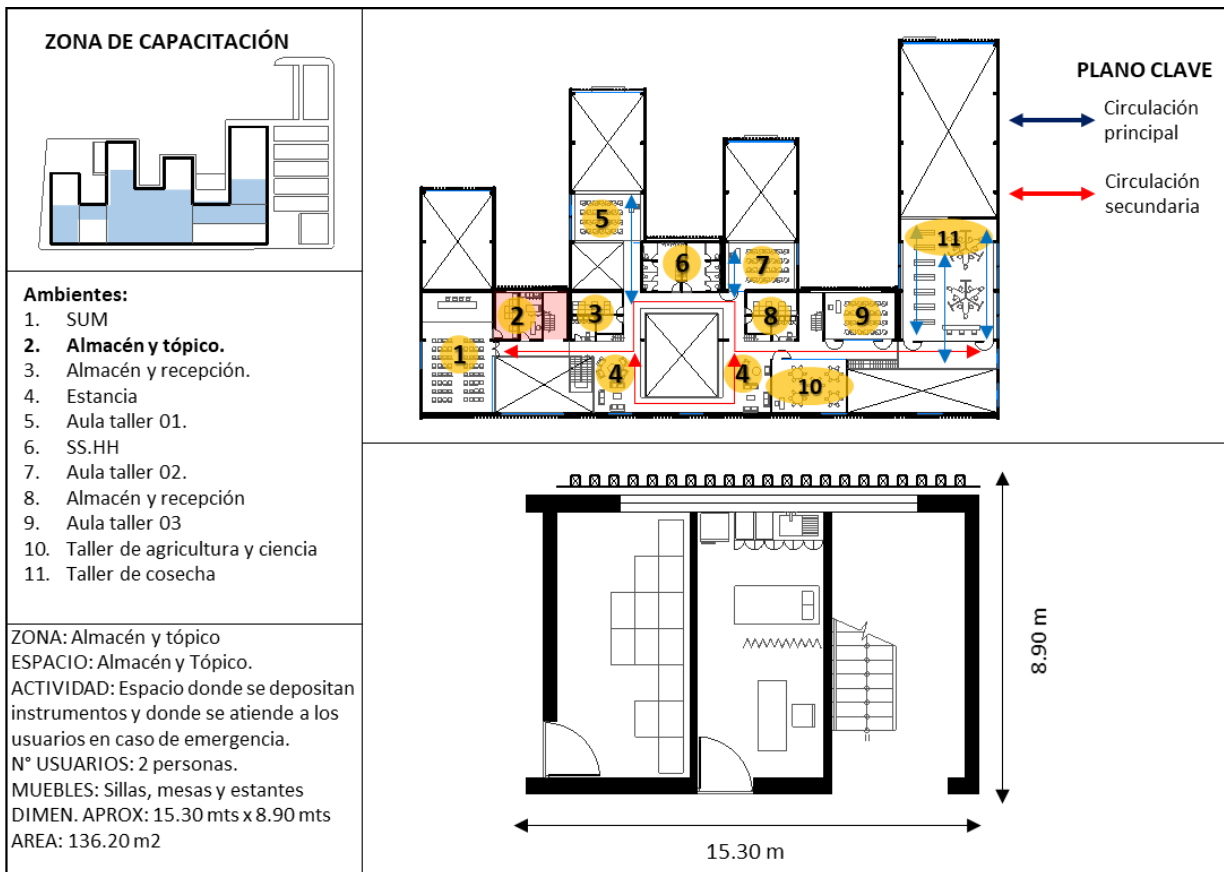 ZONA DE CAPACITACIÓN
Ambientes:
1. SUM
2. Almacén y tópico.
3. Almacén y recepción.
4. Estancia
5. Aula taller 01.
6. SS.HH
7. Aula taller 02.
8. Almacén y recepción
9. Aula taller 03
10. Taller de agricultura y ciencia
11. Taller de cosecha
ZONA: Almacén y tópico
ESPACIO: Almacén y Tópico.
ACTIVIDAD: Espacio donde se depositan
instrumentos y donde se atiende a los
usuarios en caso de emergencia.
N° USUARIOS: 2 personas.
MUEBLES: Sillas, mesas y estantes
DIMEN. APROX: 15.30 mts x 8.90 mts
AREA: 136.20 m2
PLANO CLAVE
Circulación
principal
Circulación
secundaria
1
2
3
4
5
6
7
4
8
9
10
11
8.90 m
15.30 m